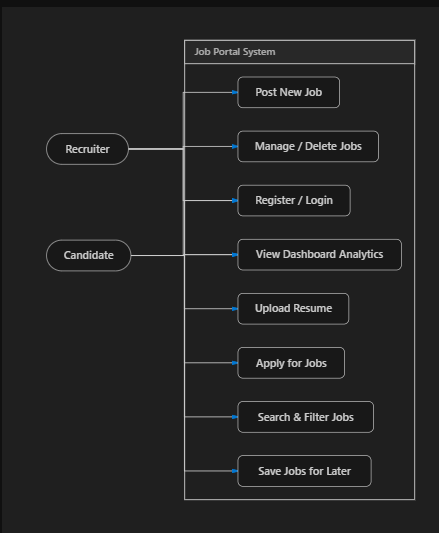 Job Portal System
Post New Job
Recruiter
Manage / Delete Jobs
Register / Login
Candidate
View Dashboard Analytics
Upload Resume
Apply for Jobs
Search & Filter Jobs
Save Jobs for Later